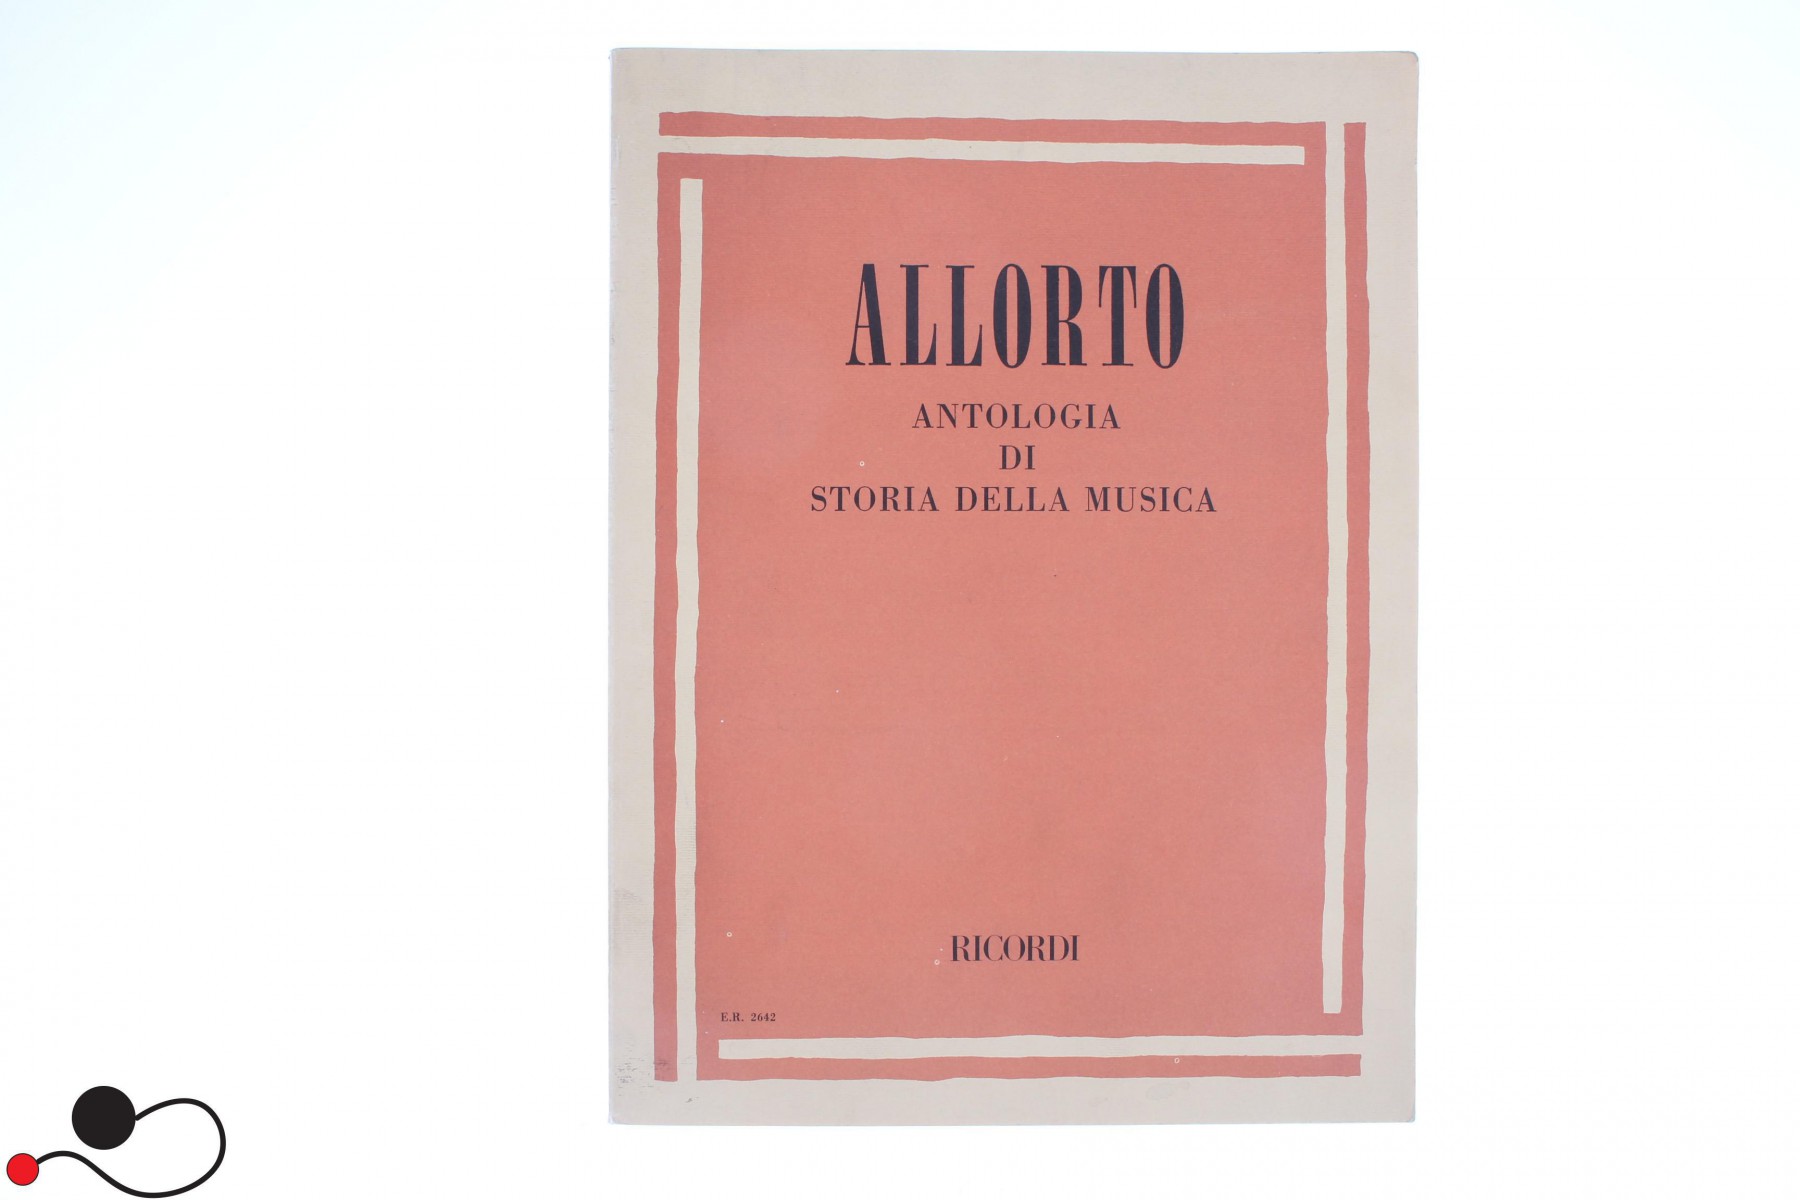 ALLORTO
ANTOLOGIA
DI
STORIA DELLA MUSICA
RICORDI
E.R. 2642